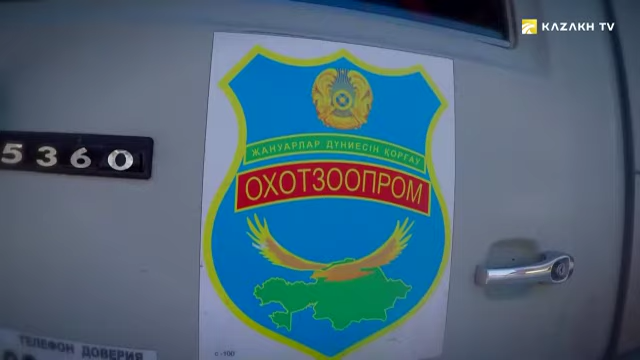 KAZAKH TV
ЖАНУАРЛАР ДҮНИЕСІН ҚОРҒАУ
ОХОТЗООПРОМ
5360
ТЕЛЕФОН ДОВЕРИЯ